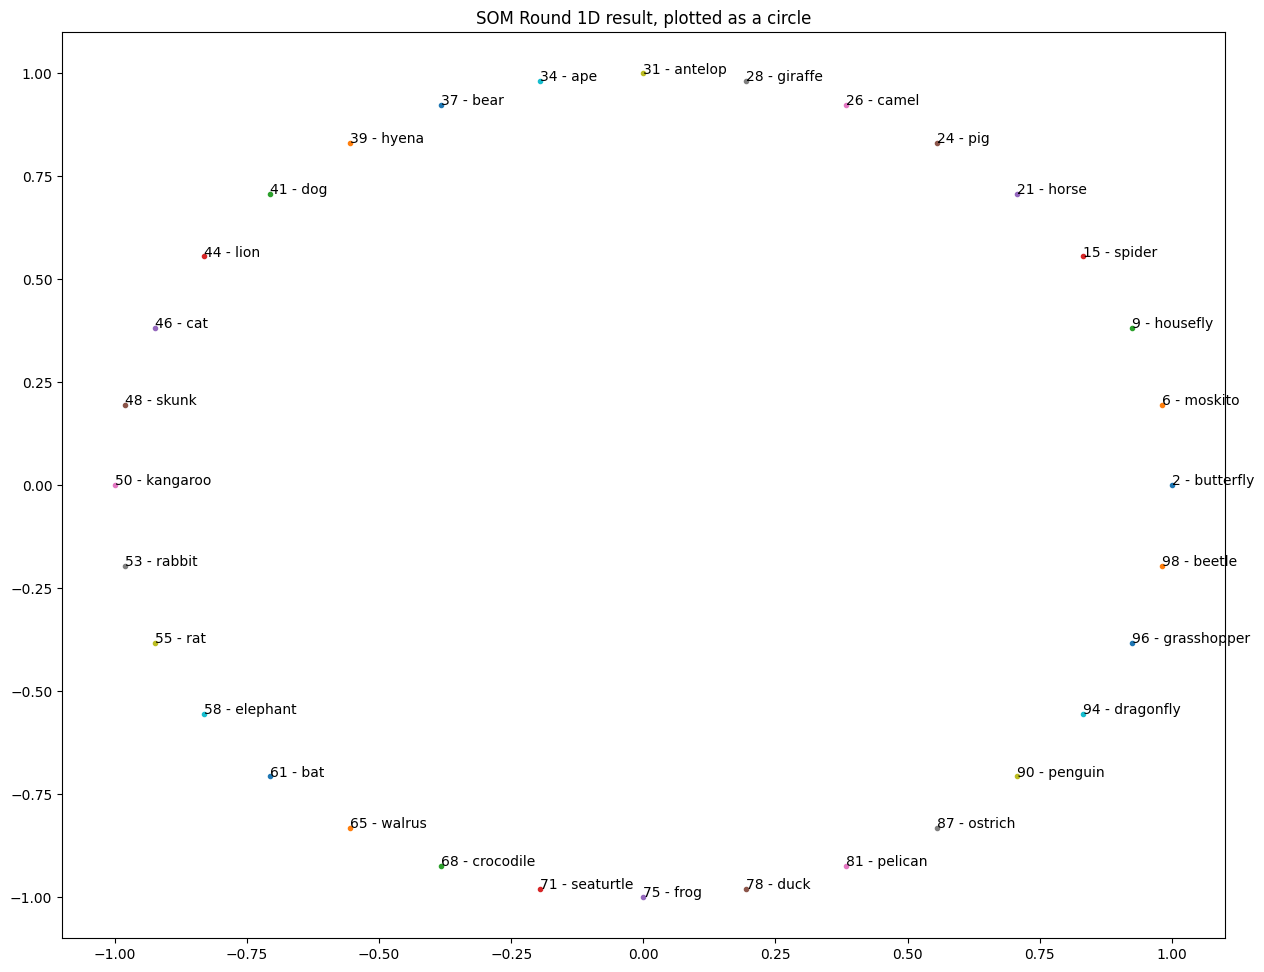 SOM Round 1D result, plotted as a circle
1.00
31 - antelop
34 - ape
28 - giraffe
37 - bear
26 - camel
39 - hyena
24 - pig
0.75
41 - dog
21 - horse
44 - lion
15 - spider
0.50
46 - cat
9 - housefly
0.25
48 - skunk
6 - moskito
0.00
50 - kangaroo
2 - butterfly
53 - rabbit
98 - beetle
−0.25
55 - rat
96 - grasshopper
−0.50
58 - elephant
94 - dragonfly
61 - bat
90 - penguin
−0.75
65 - walrus
87 - ostrich
68 - crocodile
81 - pelican
71 - seaturtle
78 - duck
75 - frog
−1.00
−1.00 −0.75 −0.50 −0.25 0.00 0.25 0.50 0.75 1.00